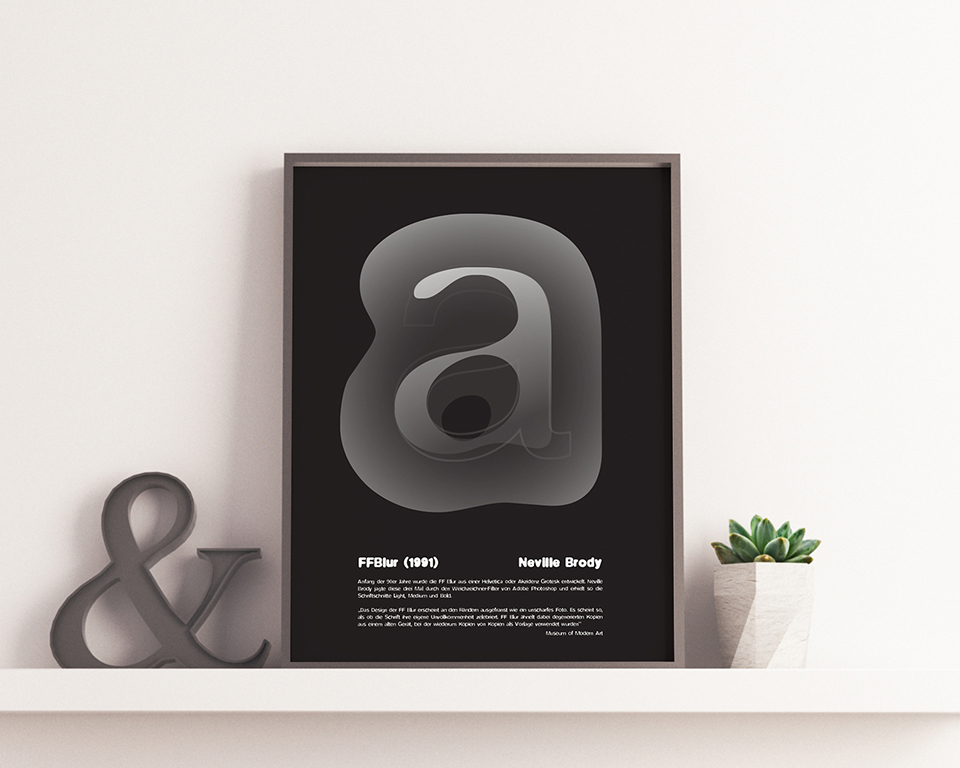 &
a
FFBlur (1991) Neville Brody
Anfang der 90er Jahre wurde die FF Blur aus einer Helvetica oder Akzidenz Grotesk entwickelt. Neville
Brody jagte diese drei Mal durch den Weichzeichner-Filter von Adobe Photoshop und erhielt so die
Schriftschnitte Light, Medium und Bold.
„Das Design der FF Blur erscheint an den Rändern ausgefranst wie ein unscharfes Foto. Es scheint so,
als ob die Schrift ihre eigene Unvollkommenheit zelebriert. FF Blur ähnelt dabei degenerierten Kopien
aus einem alten Gerät, bei der wiederum Kopien von Kopien als Vorlage verwendet wurden“
Museum of Modern Art